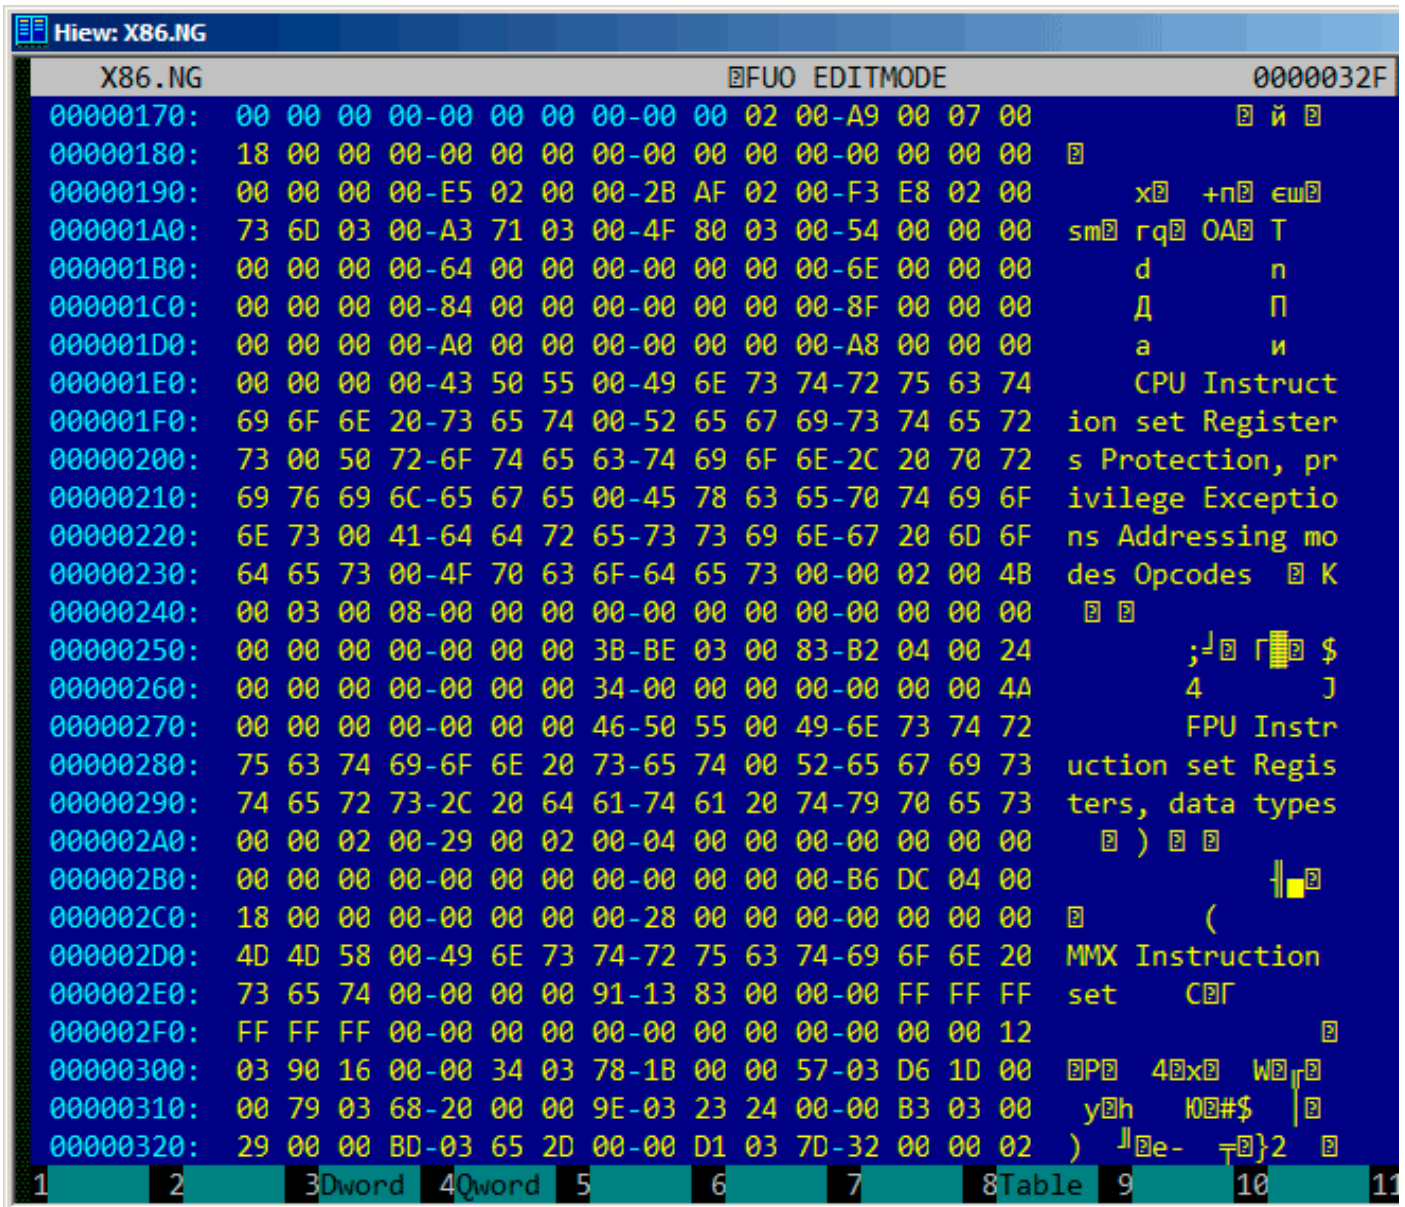 Hiew: X86.NG
X86.NG FUO EDITMODE 0000032F
00000170: 00 00 00 00-00 00 00 00-00 00 02 00-A9 00 07 00 й
00000180: 18 00 00 00-00 00 00 00-00 00 00 00-00 00 00 00
00000190: 00 00 00 00-E5 02 00 00-2B AF 02 00-F3 E8 02 00 х +п єш
000001A0: 73 6D 03 00-A3 71 03 00-4F 80 03 00-54 00 00 00 sm гq OА T
000001B0: 00 00 00 00-64 00 00 00-00 00 00 00-6E 00 00 00 d n
000001C0: 00 00 00 00-84 00 00 00-00 00 00 00-8F 00 00 00 Д П
000001D0: 00 00 00 00-A0 00 00 00-00 00 00 00-A8 00 00 00 а и
000001E0: 00 00 00 00-43 50 55 00-49 6E 73 74-72 75 63 74 CPU Instruct
000001F0: 69 6F 6E 20-73 65 74 00-52 65 67 69-73 74 65 72 ion set Register
00000200: 73 00 50 72-6F 74 65 63-74 69 6F 6E-2C 20 70 72 s Protection, pr
00000210: 69 76 69 6C-65 67 65 00-45 78 63 65-70 74 69 6F ivilege Exceptio
00000220: 6E 73 00 41-64 64 72 65-73 73 69 6E-67 20 6D 6F ns Addressing mo
00000230: 64 65 73 00-4F 70 63 6F-64 65 73 00-00 02 00 4B des Opcodes K
00000240: 00 03 00 08-00 00 00 00-00 00 00 00-00 00 00 00
00000250: 00 00 00 00-00 00 00 3B-BE 03 00 83-B2 04 00 24 ;╛ Г▓ $
00000260: 00 00 00 00-00 00 00 34-00 00 00 00-00 00 00 4A 4 J
00000270: 00 00 00 00-00 00 00 46-50 55 00 49-6E 73 74 72 FPU Instr
00000280: 75 63 74 69-6F 6E 20 73-65 74 00 52-65 67 69 73 uction set Regis
00000290: 74 65 72 73-2C 20 64 61-74 61 20 74-79 70 65 73 ters, data types
000002A0: 00 00 02 00-29 00 02 00-04 00 00 00-00 00 00 00 )
000002B0: 00 00 00 00-00 00 00 00-00 00 00 00-B6 DC 04 00 ╢▄
000002C0: 18 00 00 00-00 00 00 00-28 00 00 00-00 00 00 00 (
000002D0: 4D 4D 58 00-49 6E 73 74-72 75 63 74-69 6F 6E 20 MMX Instruction
000002E0: 73 65 74 00-00 00 00 91-13 83 00 00-00 FF FF FF set СГ
000002F0: FF FF FF 00-00 00 00 00-00 00 00 00-00 00 00 12
00000300: 03 90 16 00-00 34 03 78-1B 00 00 57-03 D6 1D 00 Р 4x W╓
00000310: 00 79 03 68-20 00 00 9E-03 23 24 00-00 B3 03 00 yh Ю#$ │
00000320: 29 00 00 BD-03 65 2D 00-00 D1 03 7D-32 00 00 02 ) ╜e- ╤}2
1 2 3Dword 4Qword 5 6 7 8Table 9 10 11